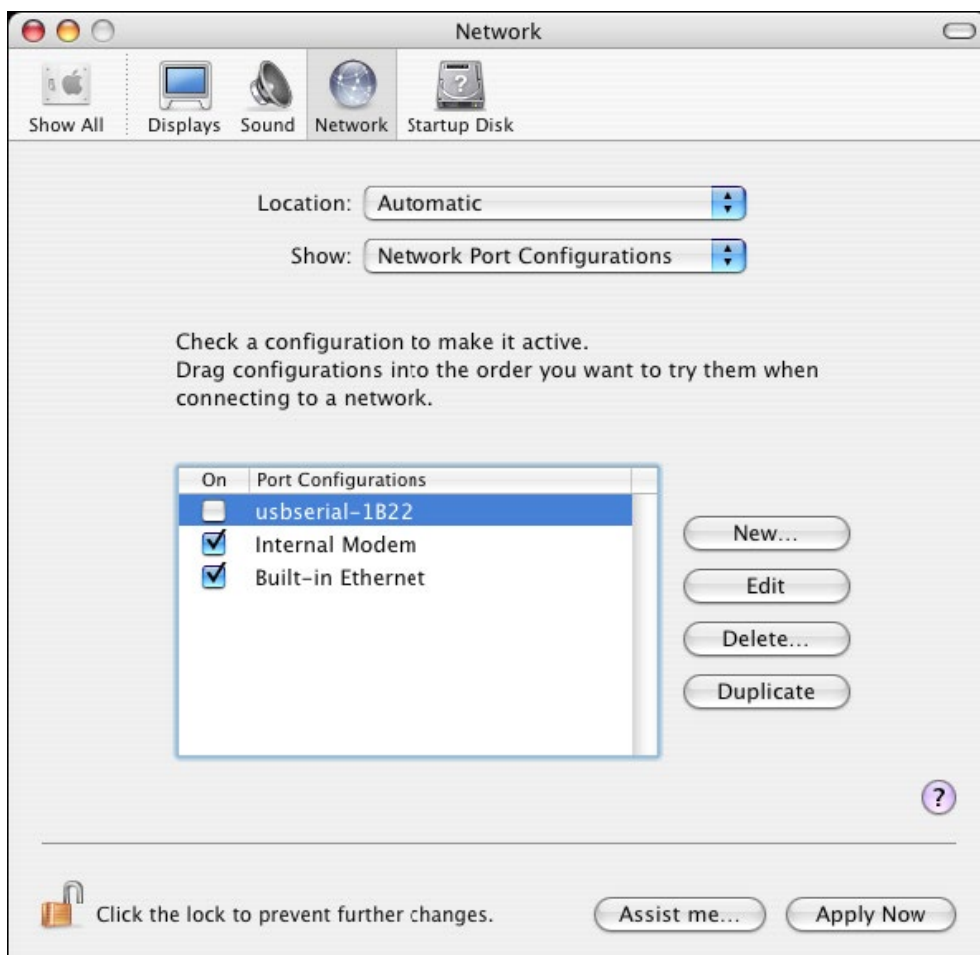 Network
Show All Displays Sound Network Startup Disk
Location: Automatic
Show: Network Port Configurations
Check a configuration to make it active.
Drag configurations into the order you want to try them when
connecting to a network.
On Port Configurations
usbserial-1B22
Internal Modem
Built-in Ethernet
New...
Edit
Delete...
Duplicate
?
Click the lock to prevent further changes.
Assist me...
Apply Now